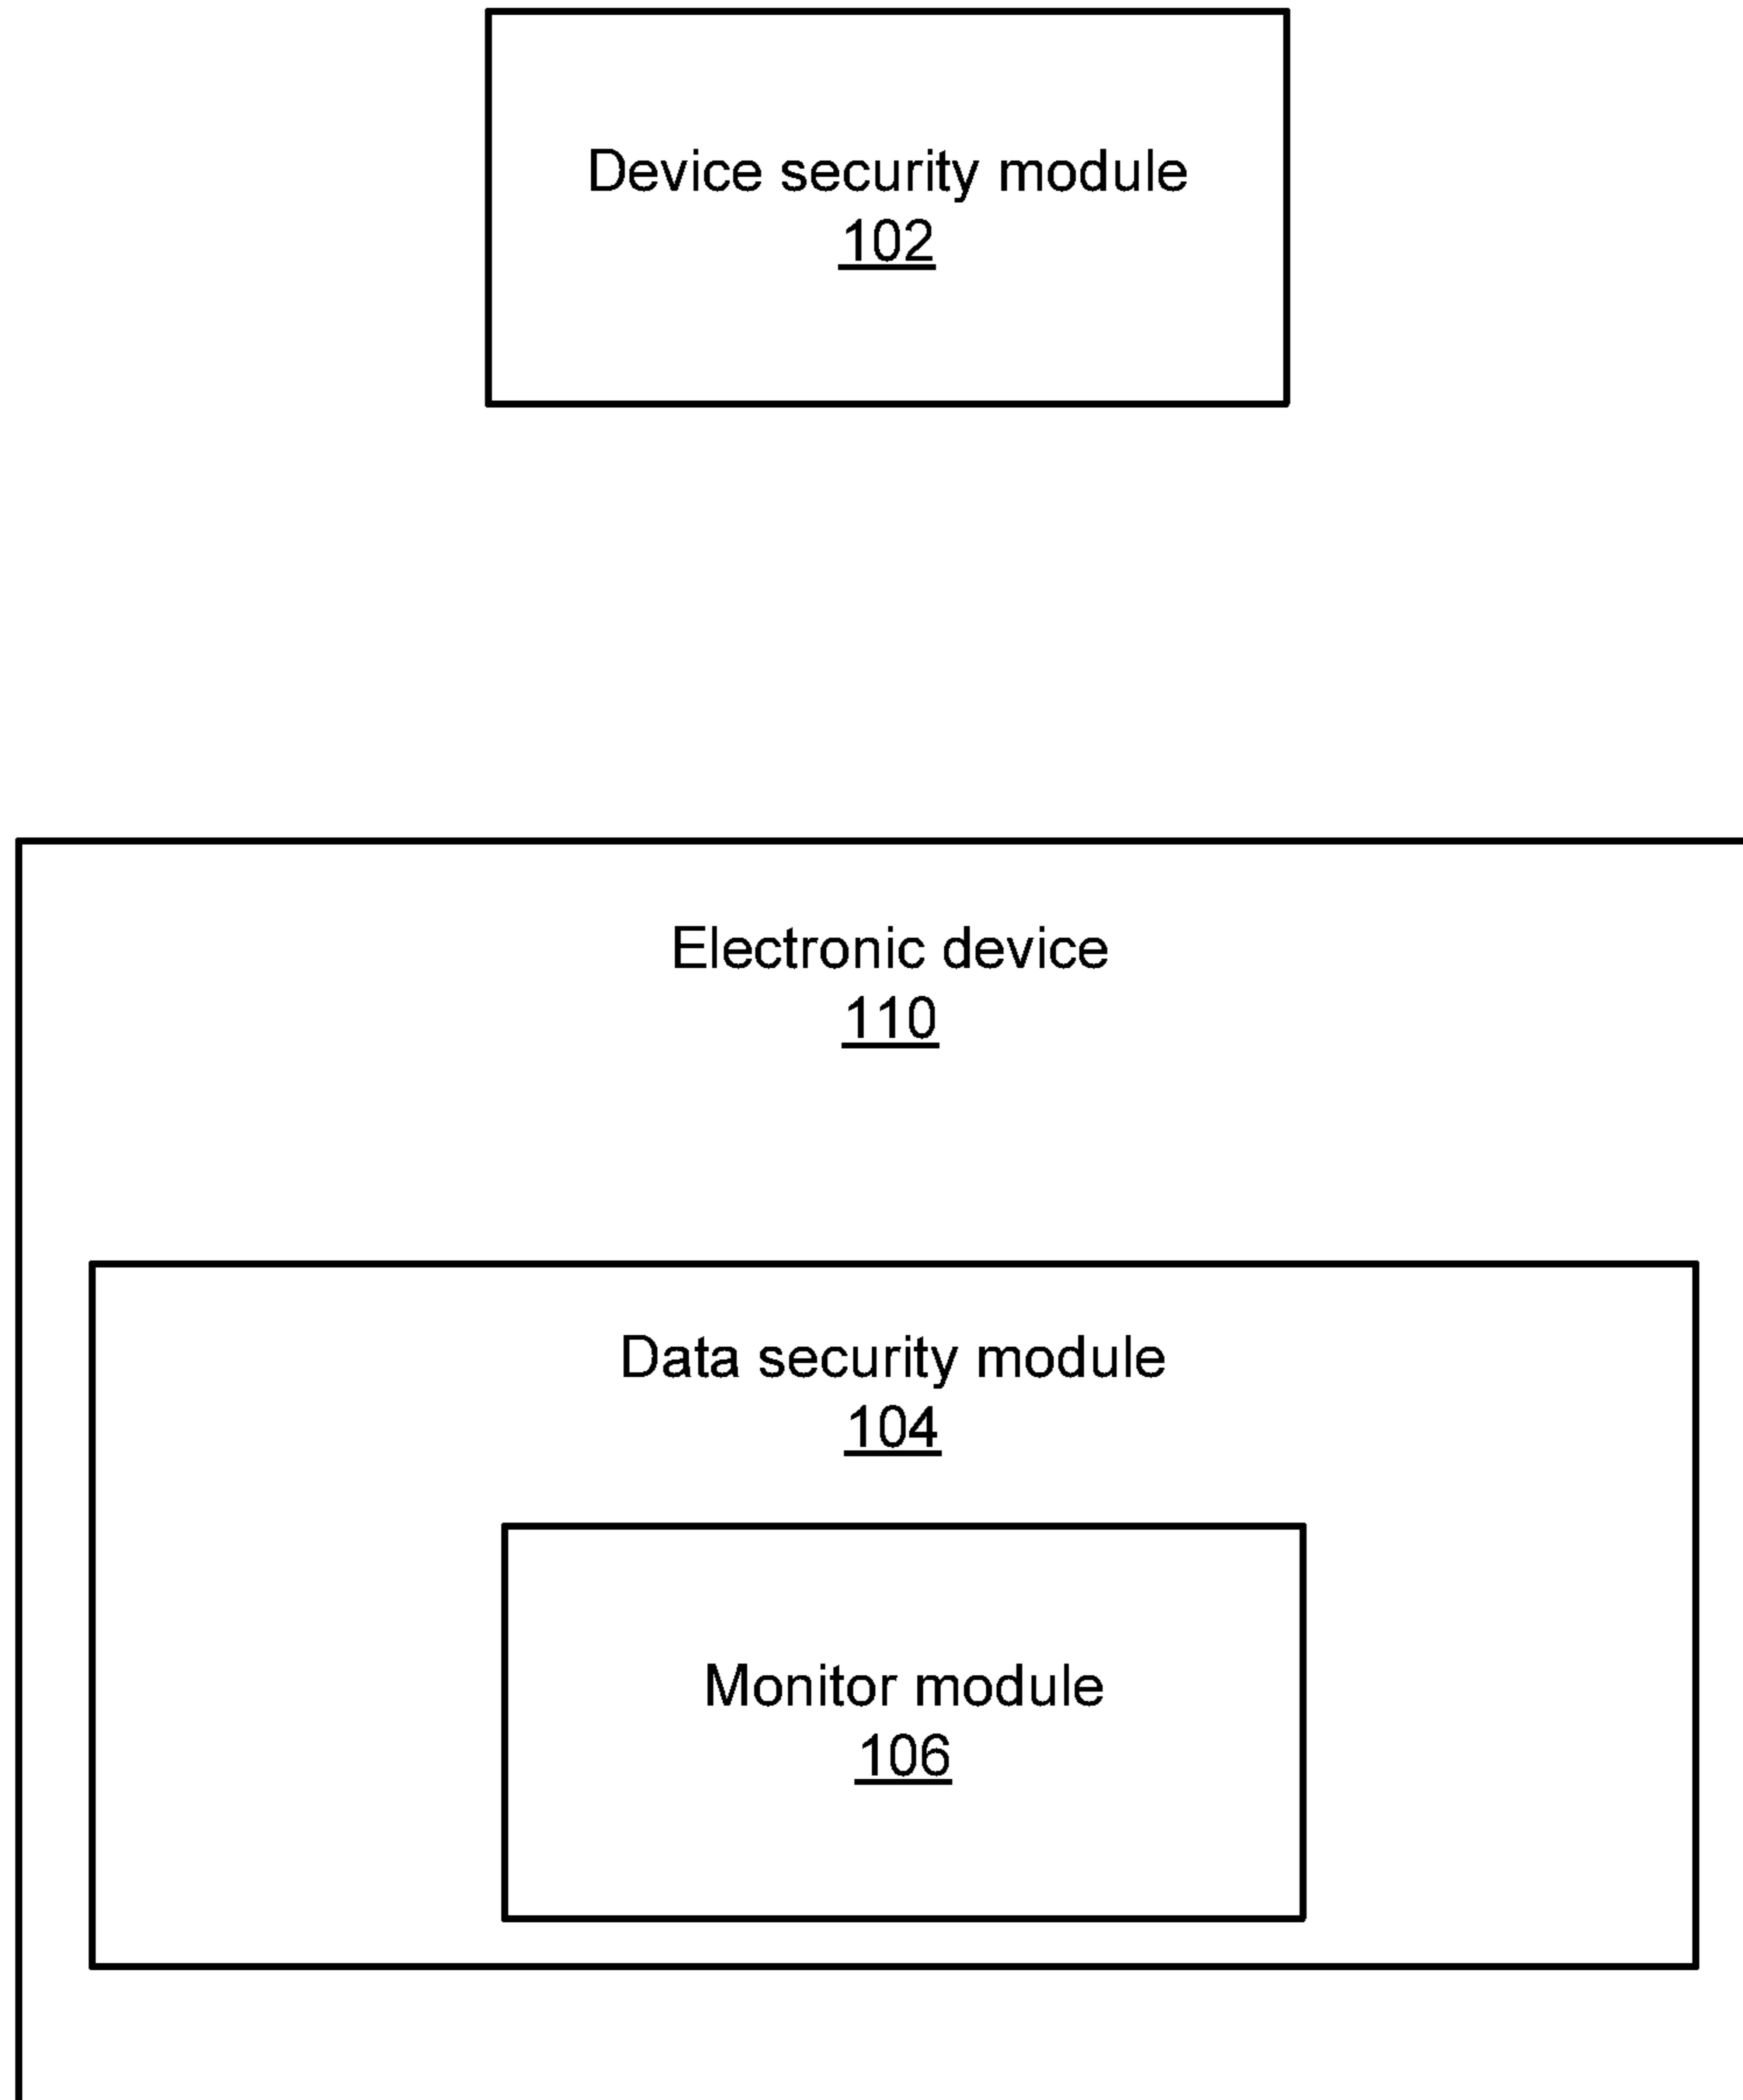 Device security module
102
Electronic device
110
Data security module
104
Monitor module
106